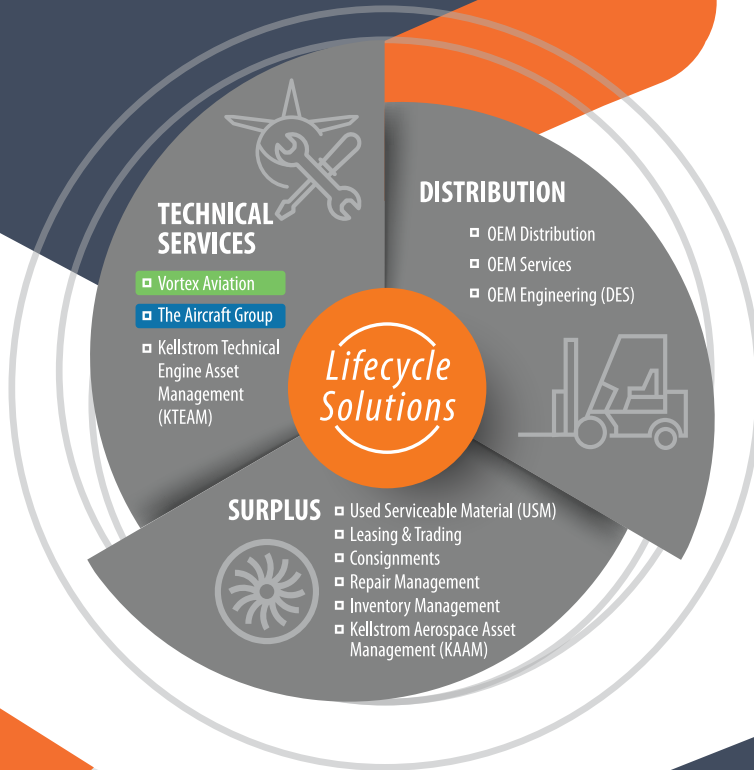 TECHNICAL
SERVICES
Vortex Aviation
The Aircraft Group
Kellstrom Technical
Engine Asset
Management
(KTEAM)
DISTRIBUTION
OEM Distribution
OEM Services
OEM Engineering (DES)
Lifecycle
Solutions
SURPLUS
Used Serviceable Material (USM)
Leasing & Trading
Consignments
Repair Management
Inventory Management
Kellstrom Aerospace Asset
Management (KAAM)